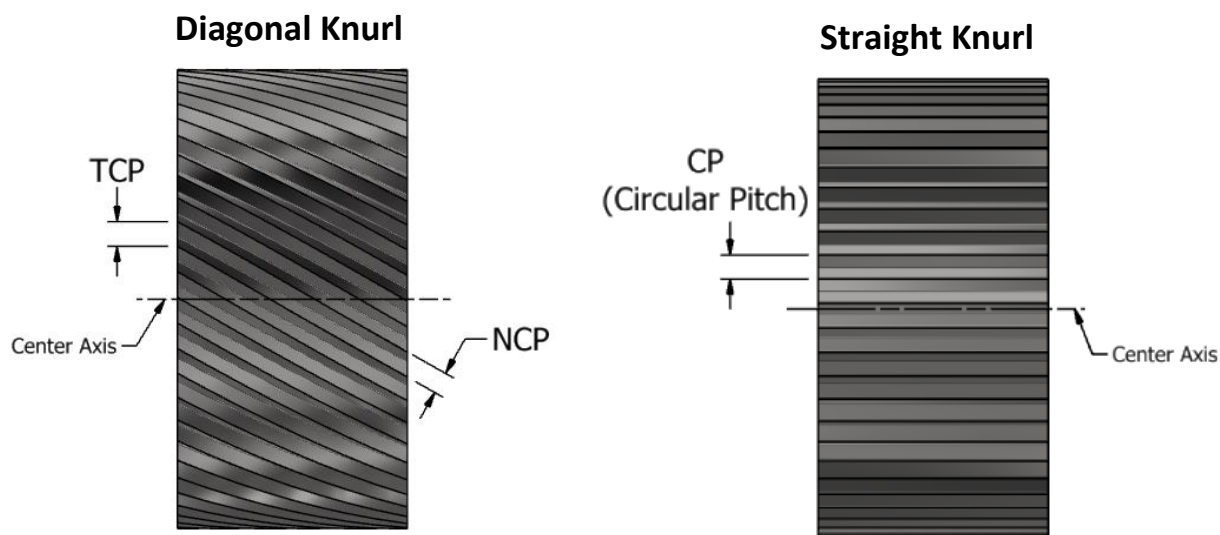 Diagonal Knurl
TCP
Center Axis
NCP
Straight Knurl
CP
(Circular Pitch)
Center Axis